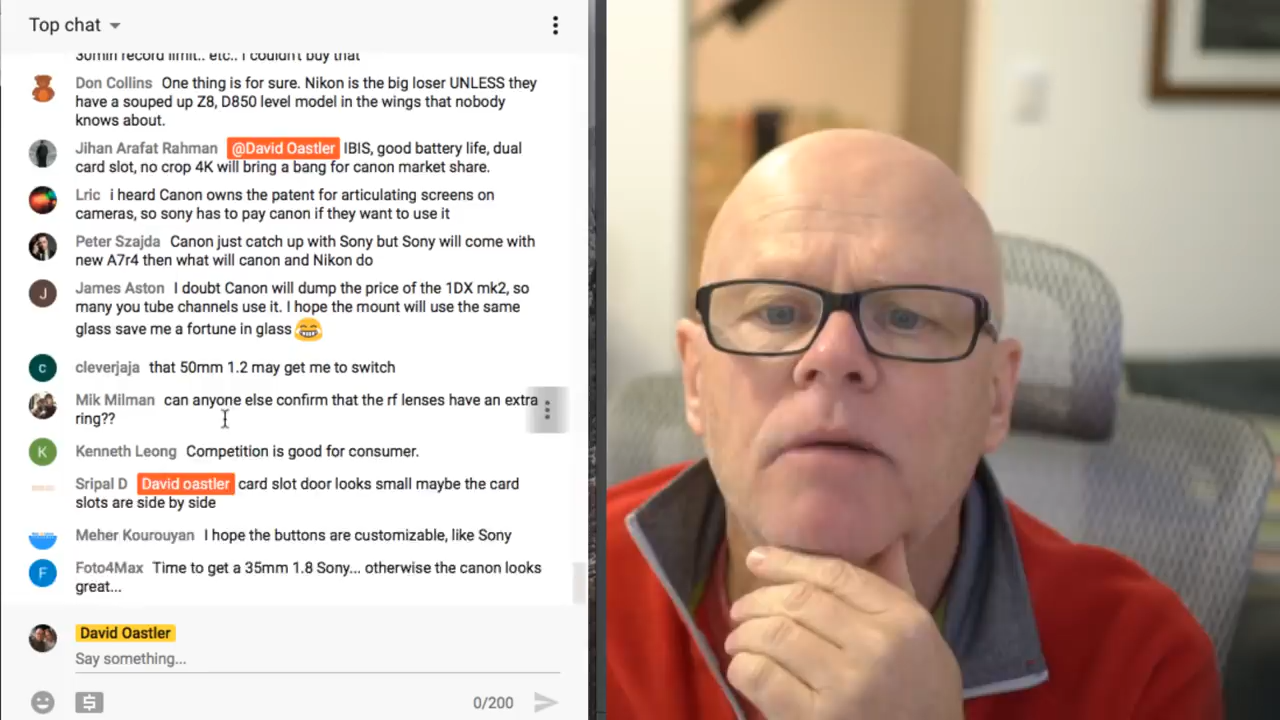 Top chat
30min record limit.. etc.. I couldn't buy that
Don Collins One thing is for sure. Nikon is the big loser UNLESS they
have a souped up Z8, D850 level model in the wings that nobody
knows about.
Jihan Arafat Rahman @David Oastler IBIS, good battery life, dual
card slot, no crop 4K will bring a bang for canon market share.
Lric i heard Canon owns the patent for articulating screens on
cameras, so sony has to pay canon if they want to use it
Peter Szajda Canon just catch up with Sony but Sony will come with
new A7r4 then what will canon and Nikon do
J
James Aston I doubt Canon will dump the price of the 1DX mk2, so
many you tube channels use it. I hope the mount will use the same
glass save me a fortune in glass 😂
c
cleverjaja that 50mm 1.2 may get me to switch
Mik Milman can anyone else confirm that the rf lenses have an extra
ring??
K
Kenneth Leong Competition is good for consumer.
Sripal D David oastler card slot door looks small maybe the card
slots are side by side
Meher Kourouyan I hope the buttons are customizable, like Sony
F
Foto4Max Time to get a 35mm 1.8 Sony... otherwise the canon looks
great...
David Oastler
Say something...
$
0/200